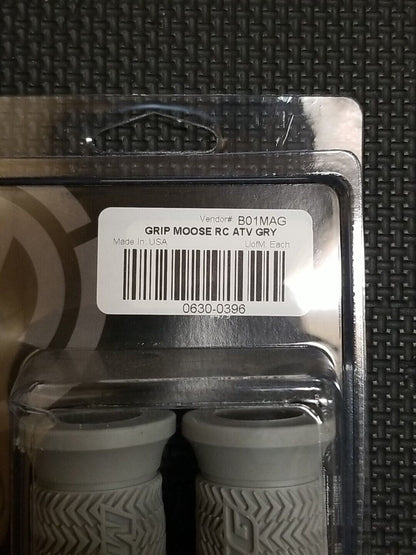 Vendor# B01MAG
GRIP MOOSE RC ATV GRY
Made In: USA UofM: Each
0630-0396